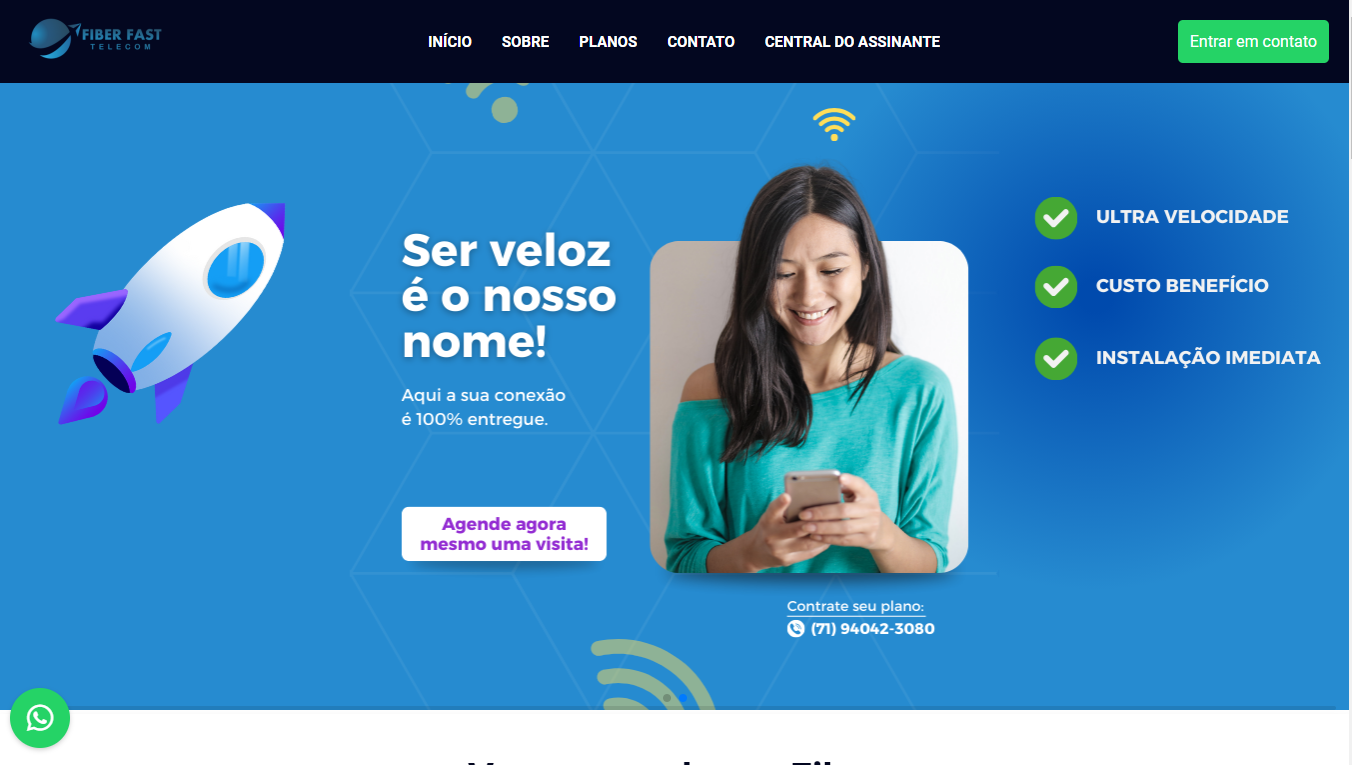 FIBER FAST
TELECOM
INÍCIO
SOBRE
PLANOS
CONTATO
CENTRAL DO ASSINANTE
Entrar em contato
Ser veloz
é o nosso
nome!
Aqui a sua conexão
é 100% entregue.
Agende agora
mesmo uma visita!
ULTRA VELOCIDADE
CUSTO BENEFÍCIO
INSTALAÇÃO IMEDIATA
Contrate seu plano:
(71) 94042-3080